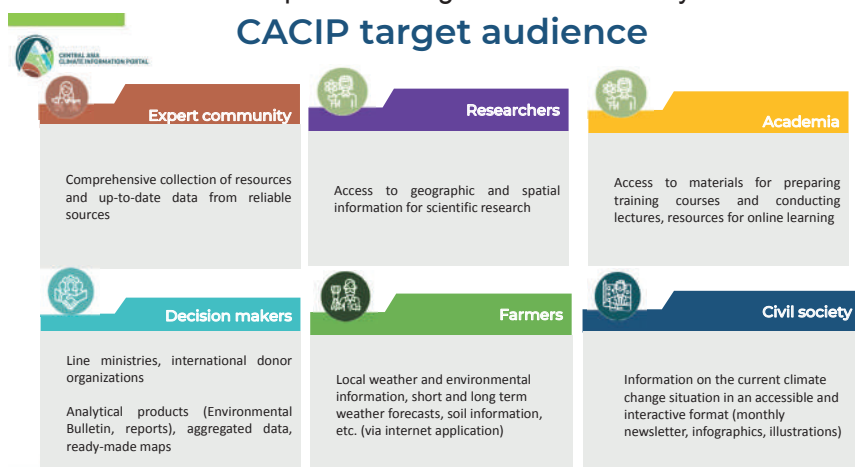 CACIP target audience
CENTRAL ASIA
CLIMATE INFORMATION PORTAL
Expert community
Comprehensive collection of resources
and up-to-date data from reliable
sources
Researchers
Access to geographic and spatial
information for scientific research
Academia
Access to materials for preparing
training courses and conducting
lectures, resources for online learning
Decision makers
Line ministries, international donor
organizations
Analytical products (Environmental
Bulletin, reports), aggregated data,
ready-made maps
Farmers
Local weather and environmental
information, short and long term
weather forecasts, soil information,
etc. (via internet application)
Civil society
Information on the current climate
change situation in an accessible and
interactive format (monthly
newsletter, infographics, illustrations)